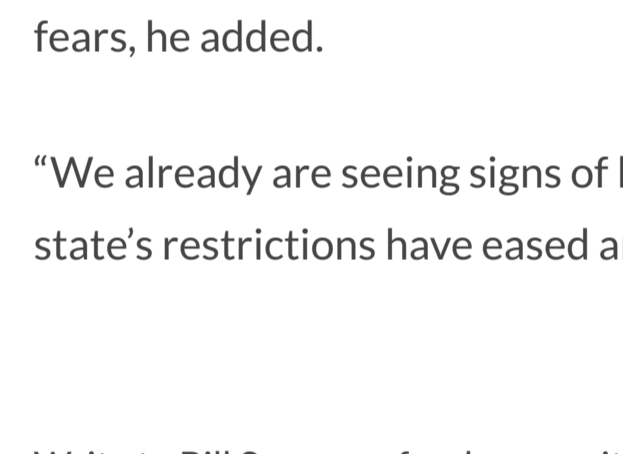 fears, he added.
“We already are seeing signs of
state’s restrictions have eased